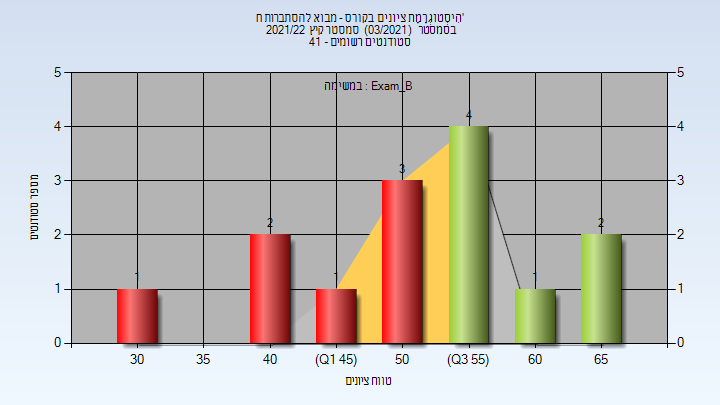 היסטוגרמת ציונים בקורס - מבוא להסתברות ח'
בסמסטר (03/2021) סמסטר קיץ 2021/22
סטודנטים רשומים - 41
במשימה : Exam_B
5 5
4 4
3 3
2 2
1 1
0 0
1 2 1 3 4 1 2
מספר סטודנטים
30 35 40 (Q1 45) 50 (Q3 55) 60 65
טווח ציונים